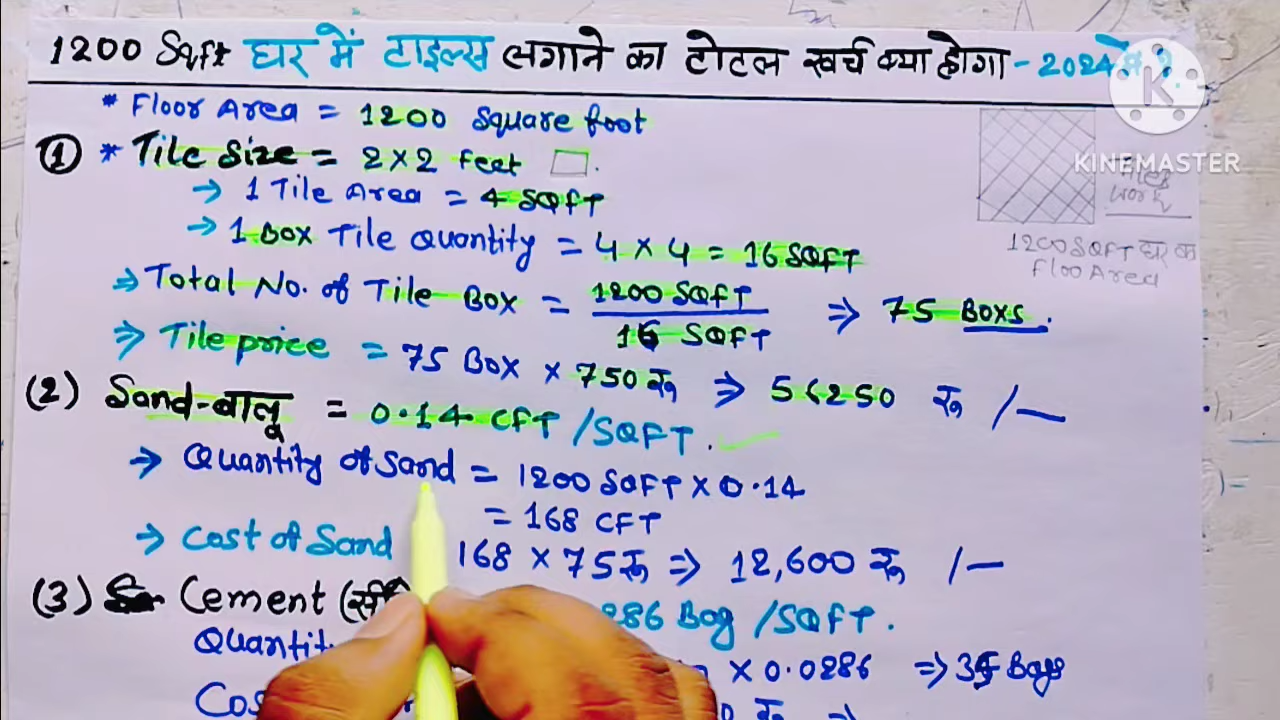 1200 Sqft घर में टाइल्स लगाने का टोटल खर्च क्या होगा - 2024 में ?
* Floor Area = 1200 Square foot
① * Tile Size = 2 x 2 feet
→ 1 Tile Area = 4 SQFT
→ 1 BOX Tile Quantity = 4 x 4 = 16 SQFT
⇒ Total No. of Tile BOX = 1200 SQFT / 16 SQFT ⇒ 75 BOXS.
⇒ Tile price = 75 BOX x 750 रू ⇒ 56250 रू /—
(2) Sand-बालू = 0.14 CFT /SQFT.
→ Quantity of Sand = 1200 SQFT x 0.14
= 168 CFT
→ Cost of Sand 168 x 75 रू ⇒ 12,600 रू /—
(3) Cement 286 Bag /SQFT.
x 0.0286 ⇒ Bags
KINEMASTER
work
1200 SQFT घर का
Floo Area